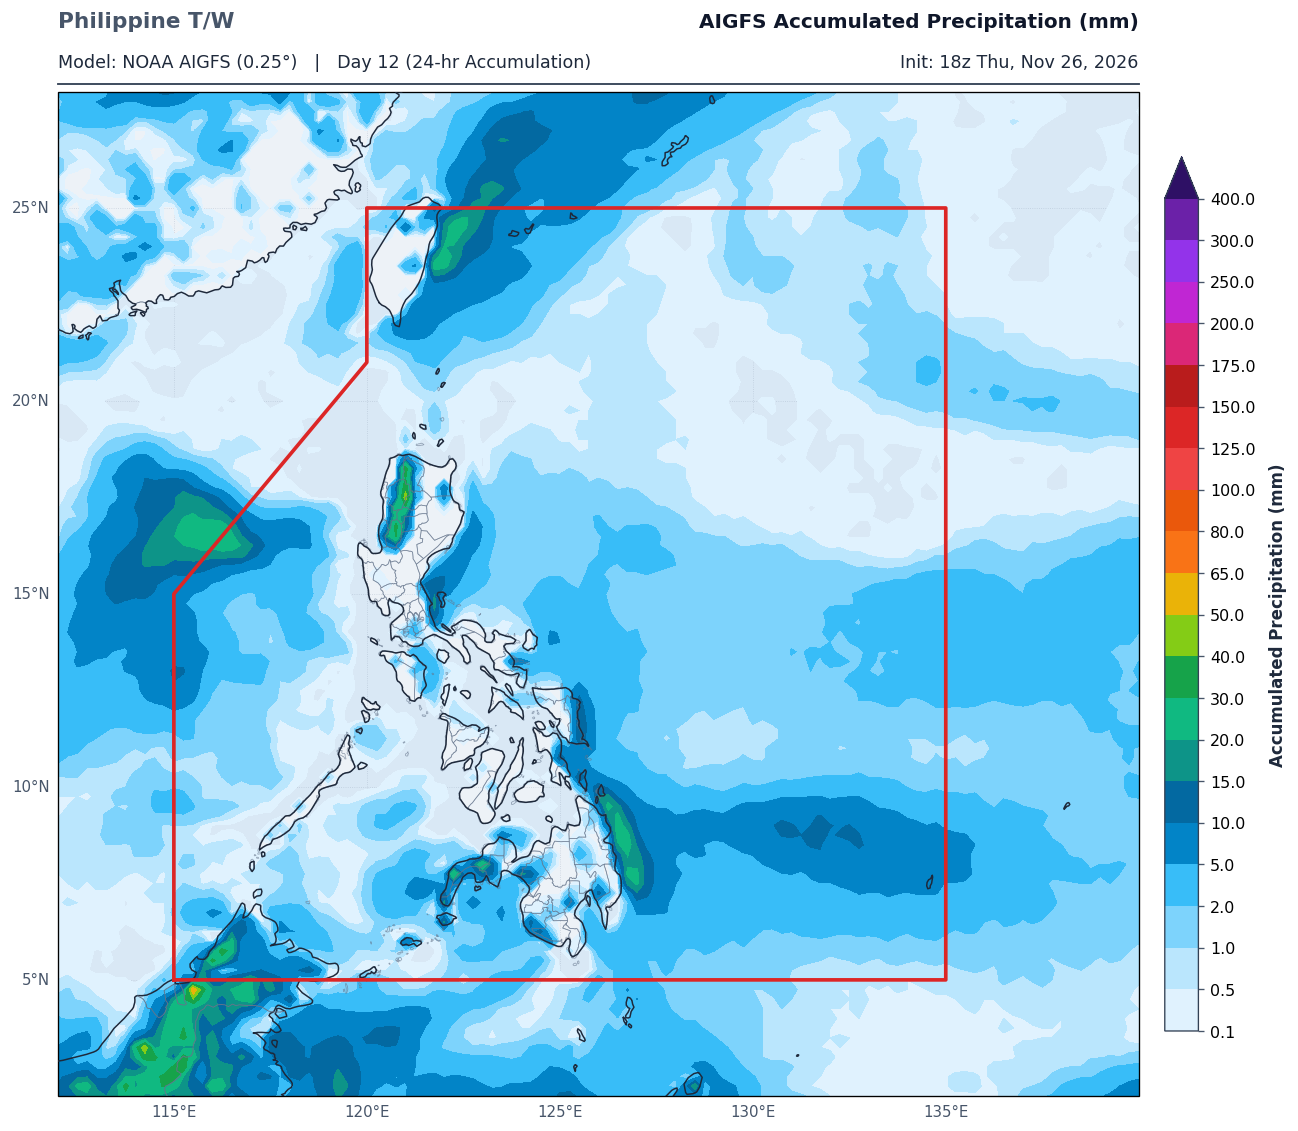 Philippine T/W
AIGFS Accumulated Precipitation (mm)
Model: NOAA AIGFS (0.25°) | Day 12 (24-hr Accumulation)
Init: 18z Thu, Nov 26, 2026
25°N
20°N
15°N
10°N
5°N
115°E
120°E
125°E
130°E
135°E
400.0
300.0
250.0
200.0
175.0
150.0
125.0
100.0
80.0
65.0
50.0
40.0
30.0
20.0
15.0
10.0
5.0
2.0
1.0
0.5
0.1
Accumulated Precipitation (mm)